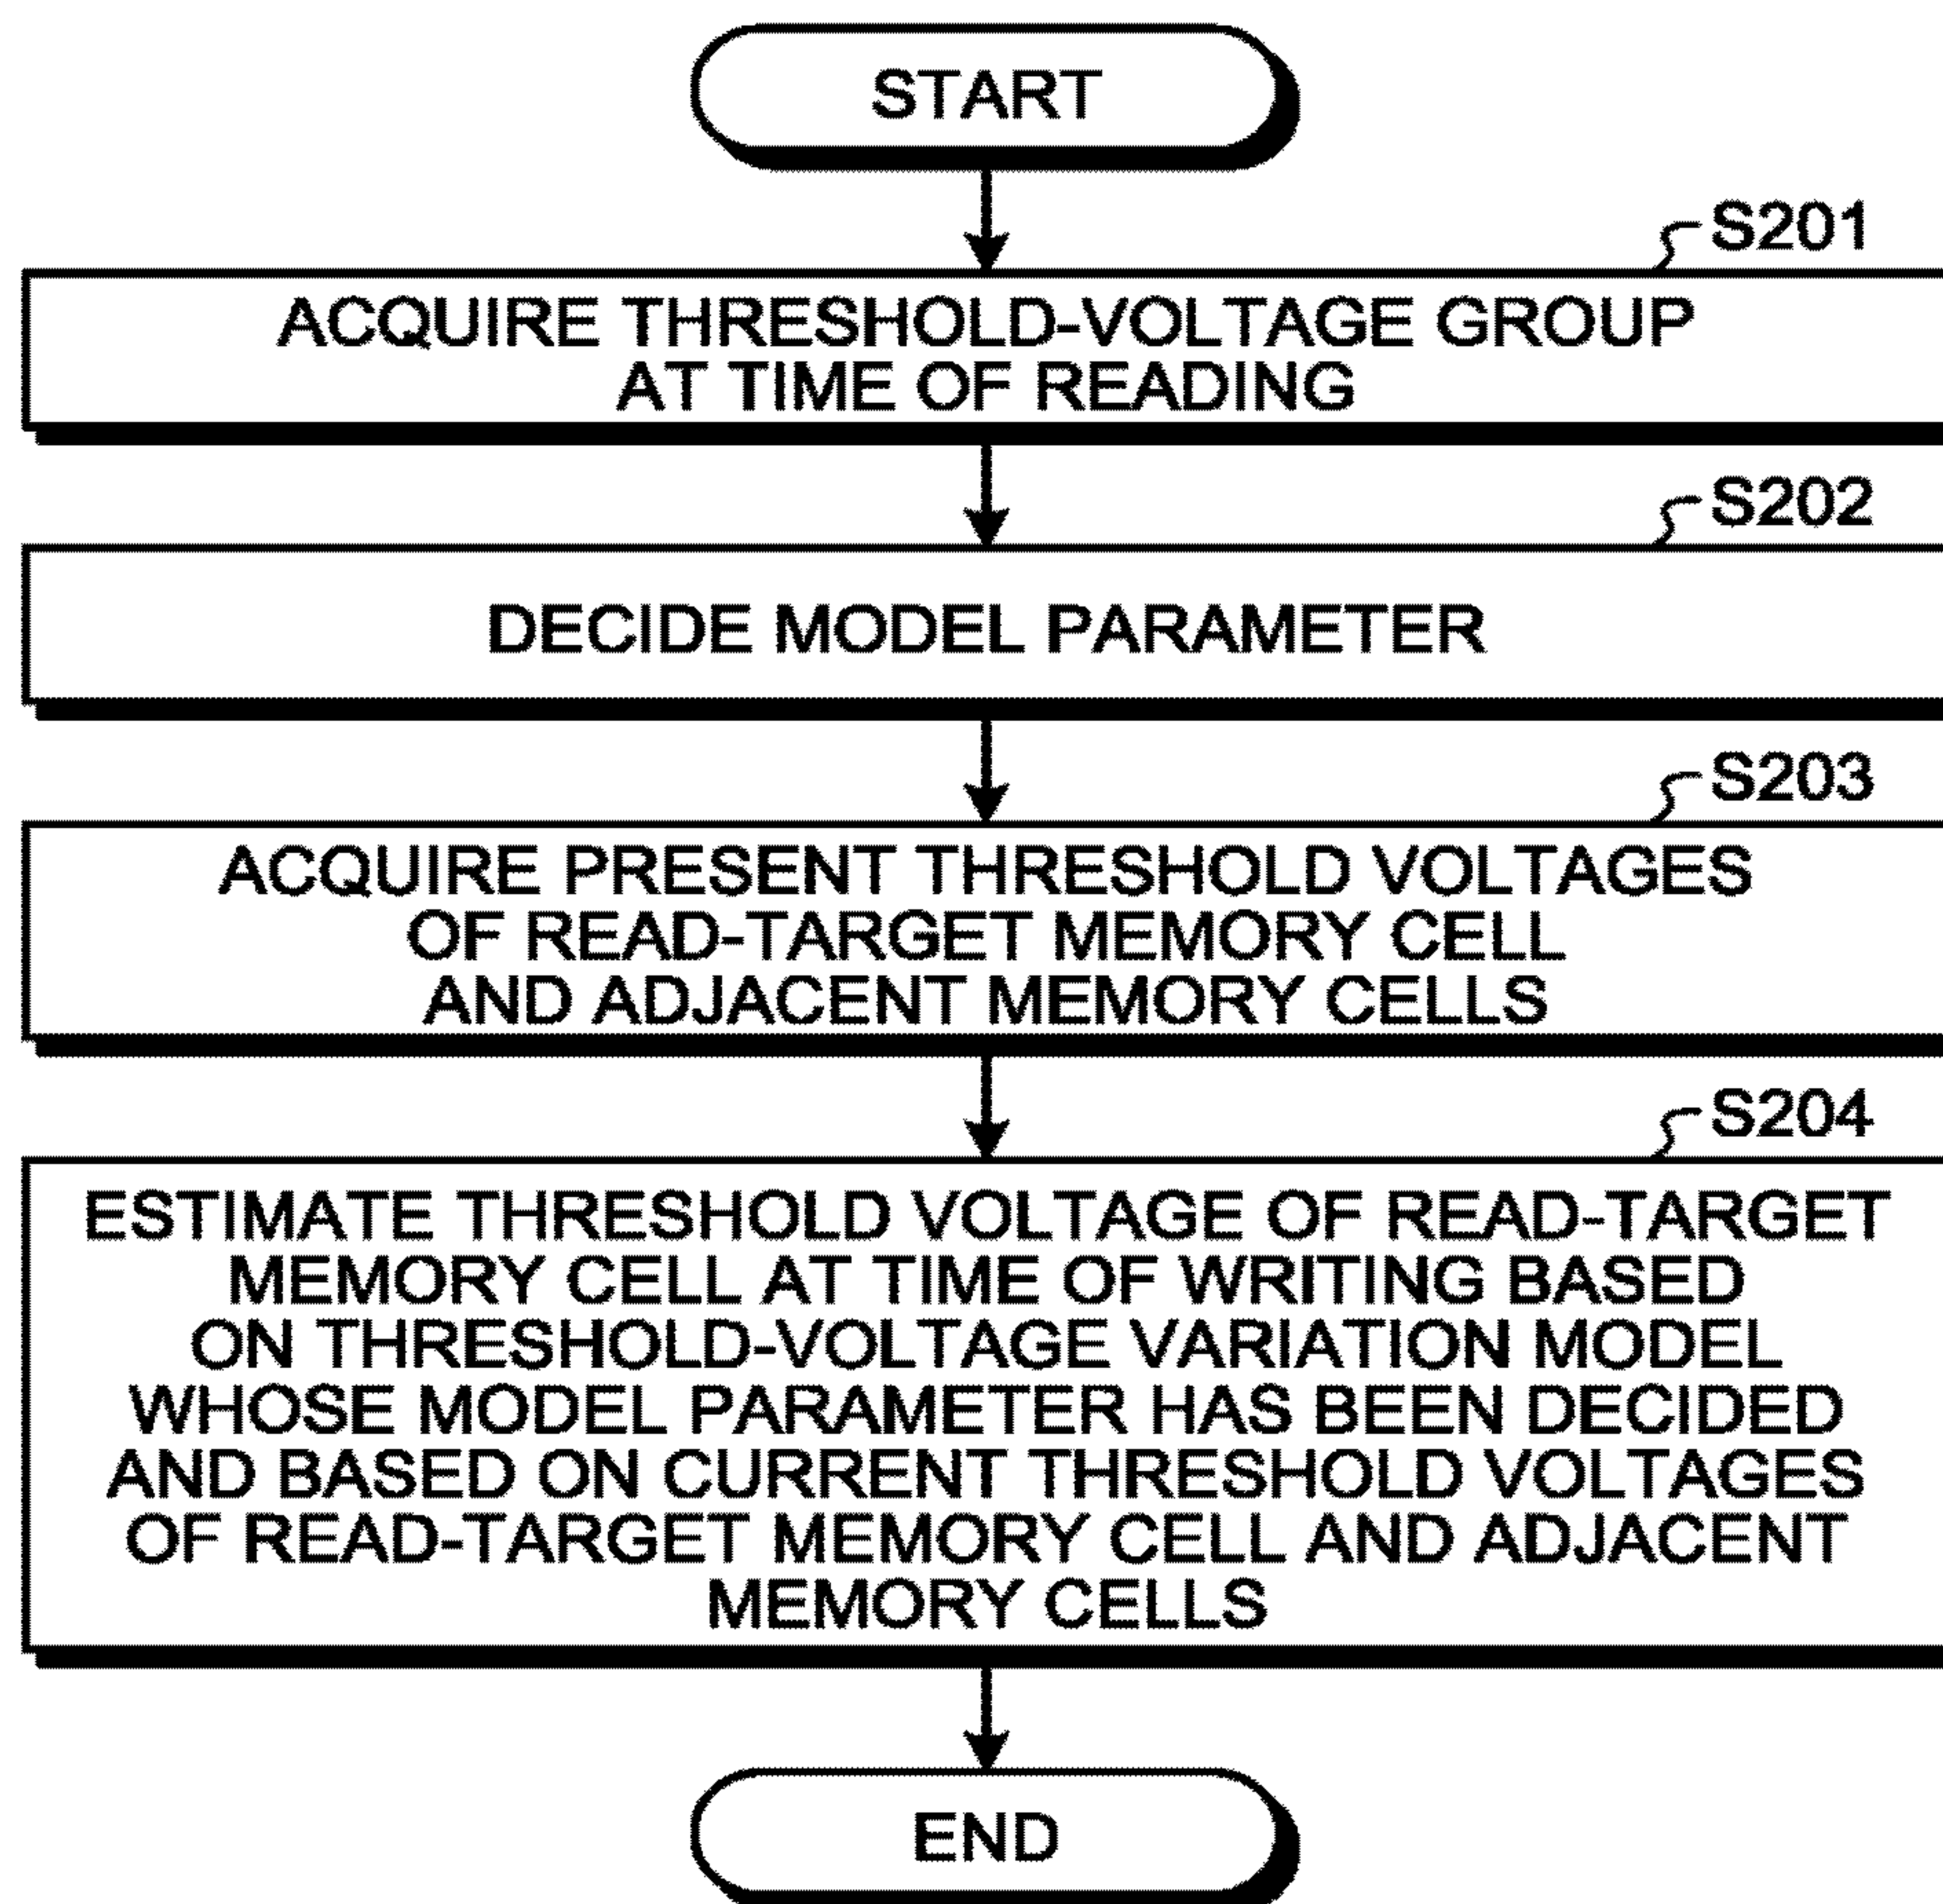 START
S201
ACQUIRE THRESHOLD-VOLTAGE GROUP
AT TIME OF READING
S202
DECIDE MODEL PARAMETER
S203
ACQUIRE PRESENT THRESHOLD VOLTAGES
OF READ-TARGET MEMORY CELL
AND ADJACENT MEMORY CELLS
S204
ESTIMATE THRESHOLD VOLTAGE OF READ-TARGET
MEMORY CELL AT TIME OF WRITING BASED
ON THRESHOLD-VOLTAGE VARIATION MODEL
WHOSE MODEL PARAMETER HAS BEEN DECIDED
AND BASED ON CURRENT THRESHOLD VOLTAGES
OF READ-TARGET MEMORY CELL AND ADJACENT
MEMORY CELLS
END